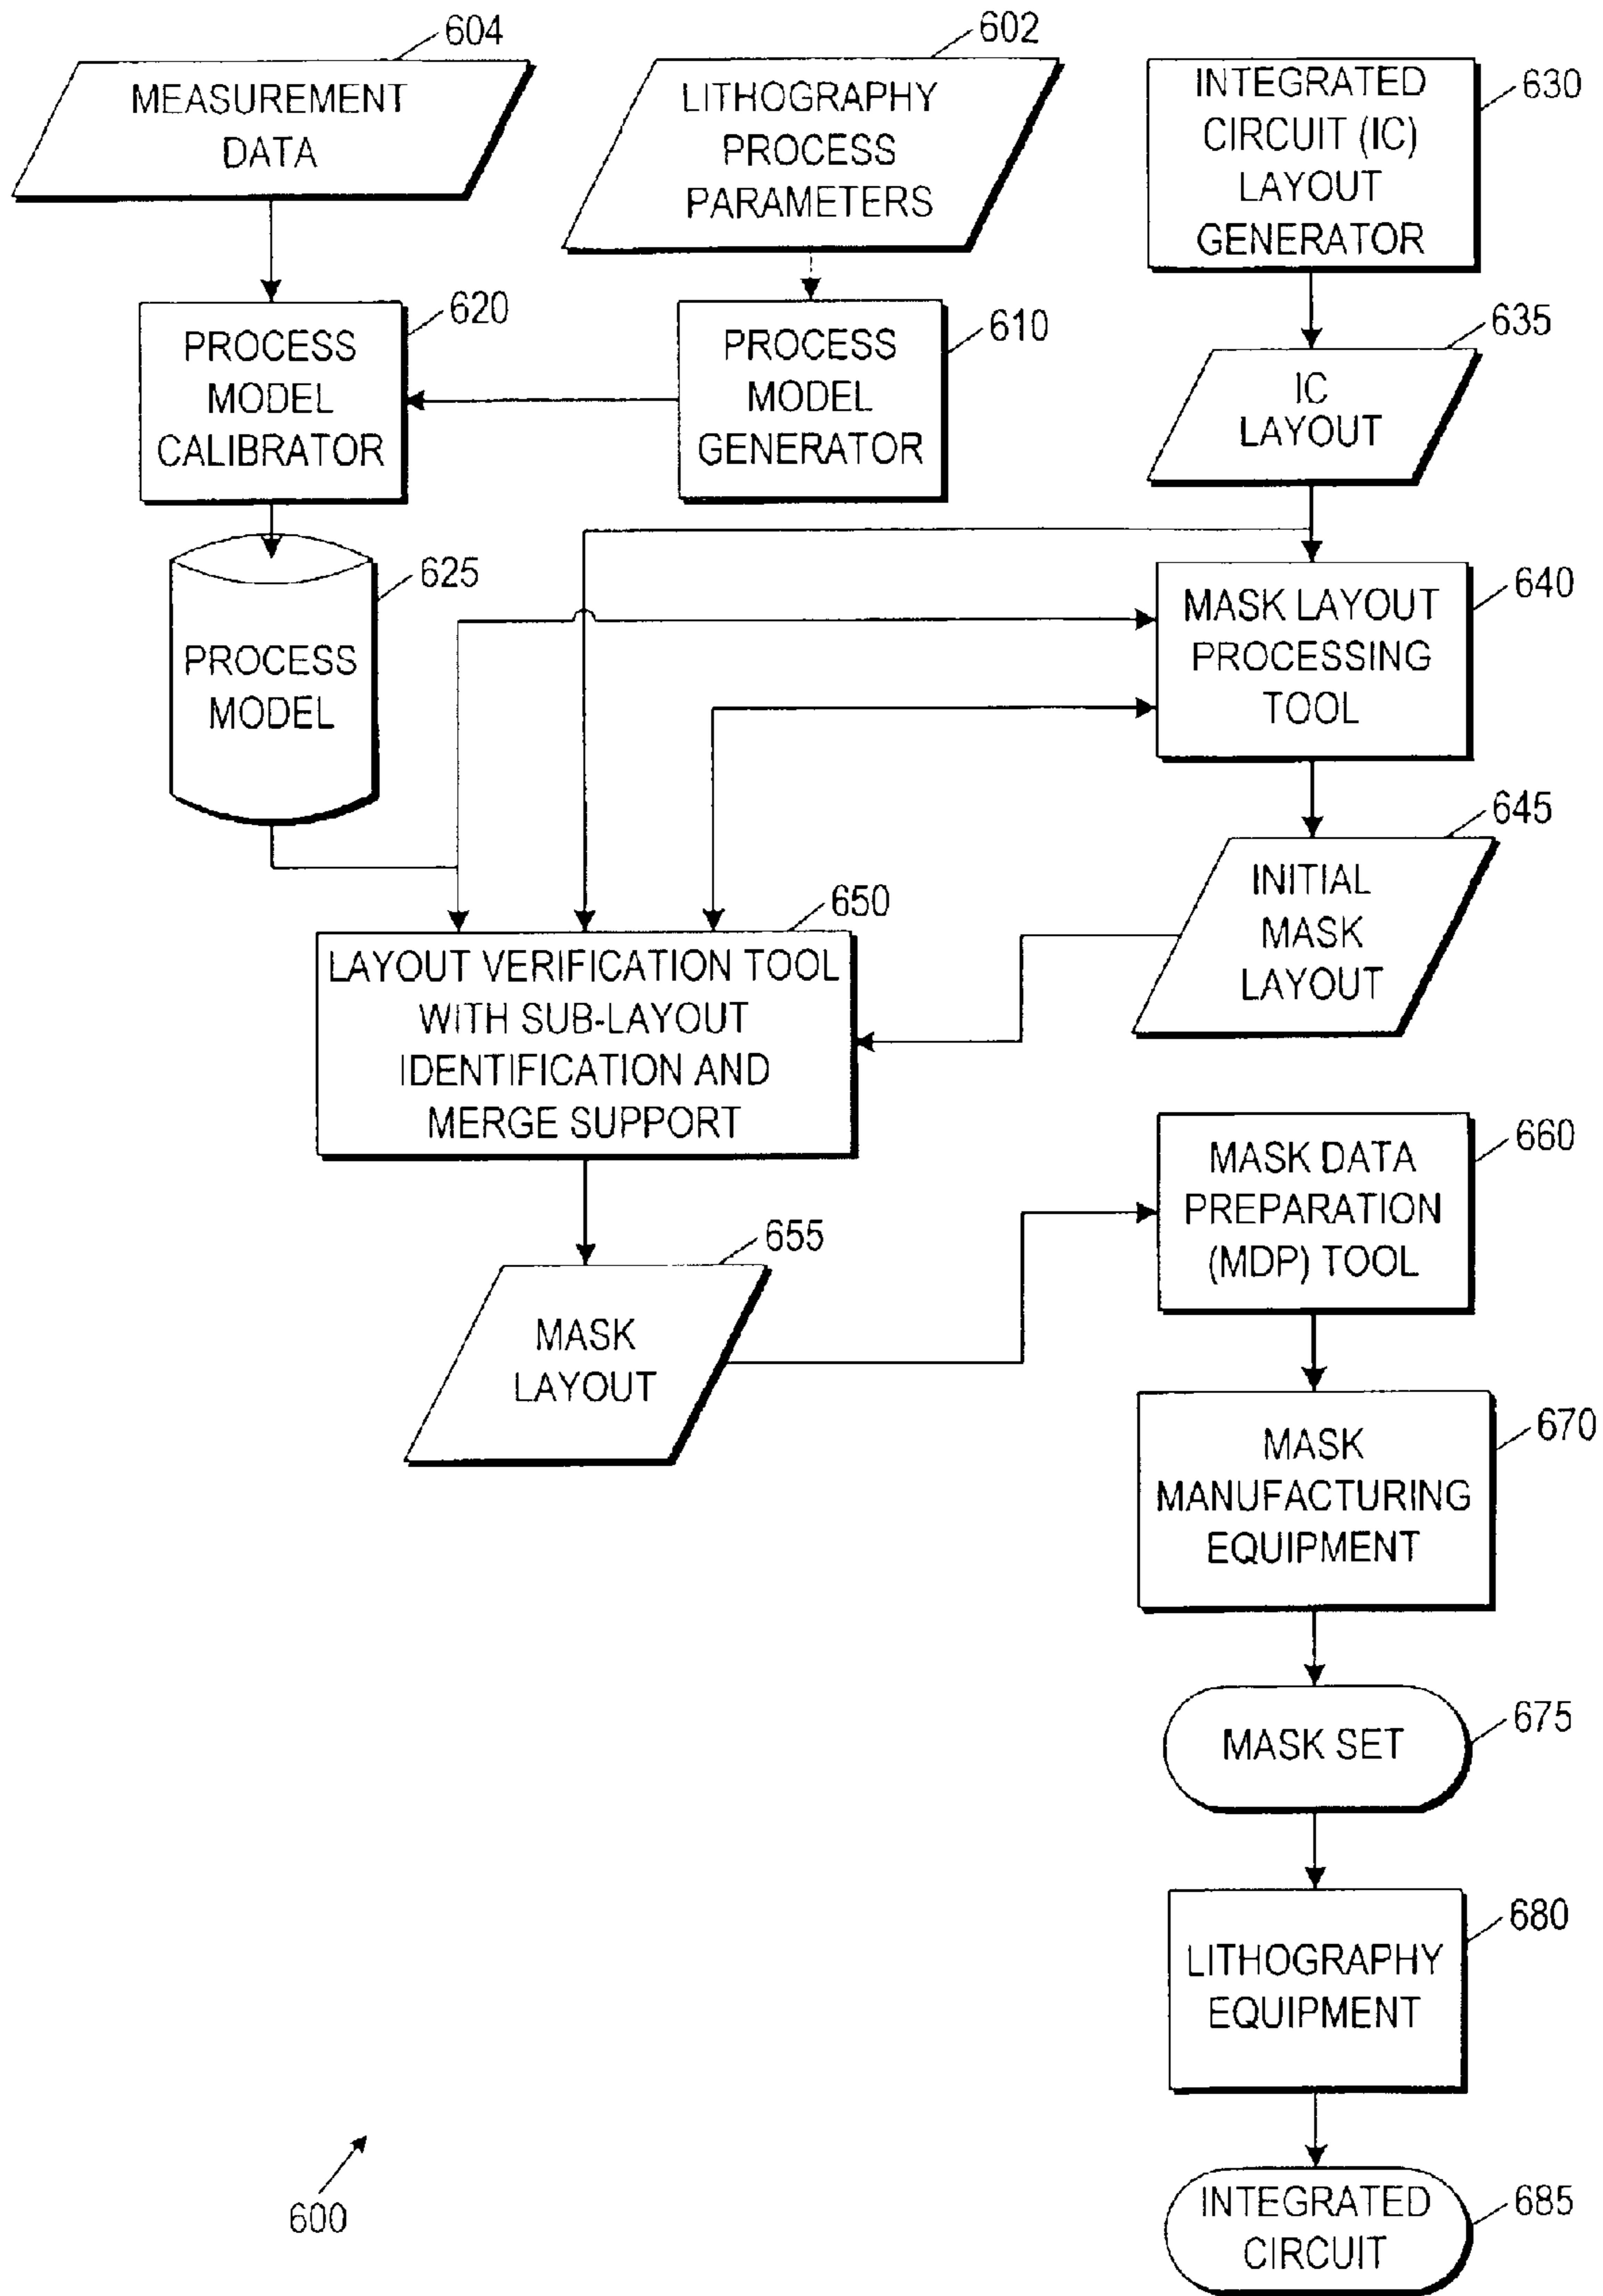 604
MEASUREMENT
DATA
602
LITHOGRAPHY
PROCESS
PARAMETERS
INTEGRATED
CIRCUIT (IC)
LAYOUT
GENERATOR
630
PROCESS
MODEL
CALIBRATOR
620
PROCESS
MODEL
GENERATOR
610
635
IC
LAYOUT
625
PROCESS
MODEL
MASK LAYOUT
PROCESSING
TOOL
640
645
INITIAL
MASK
LAYOUT
650
LAYOUT VERIFICATION TOOL
WITH SUB-LAYOUT
IDENTIFICATION AND
MERGE SUPPORT
655
MASK
LAYOUT
MASK DATA
PREPARATION
(MDP) TOOL
660
MASK
MANUFACTURING
EQUIPMENT
670
MASK SET
675
LITHOGRAPHY
EQUIPMENT
680
INTEGRATED
CIRCUIT
685
600